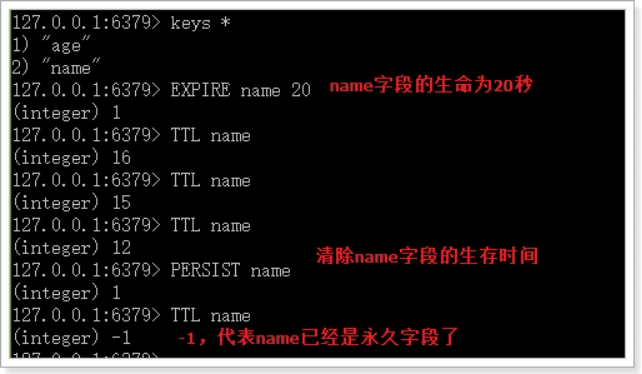 127.0.0.1:6379> keys *
1) "age"
2) "name"
127.0.0.1:6379> EXPIRE name 20 name字段的生命为20秒
(integer) 1
127.0.0.1:6379> TTL name
(integer) 16
127.0.0.1:6379> TTL name
(integer) 15
127.0.0.1:6379> TTL name
(integer) 12
清除name字段的生存时间
127.0.0.1:6379> PERSIST name
(integer) 1
127.0.0.1:6379> TTL name
(integer) -1 -1，代表name已经是永久字段了
127.0.0.1:6379>